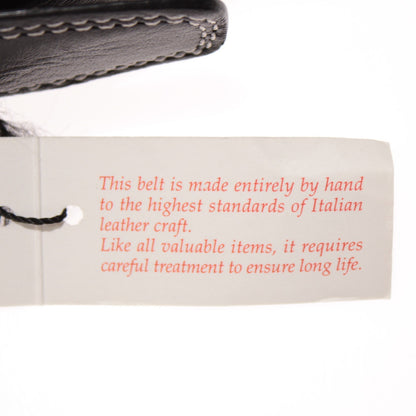 This belt is made entirely by hand
to the highest standards of Italian
leather craft.
Like all valuable items, it requires
careful treatment to ensure long life.